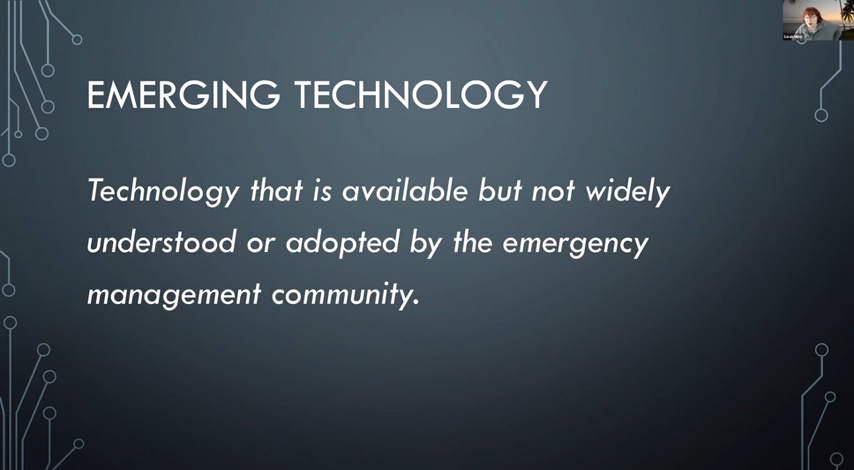 EMERGING TECHNOLOGY
Technology that is available but not widely
understood or adopted by the emergency
management community.